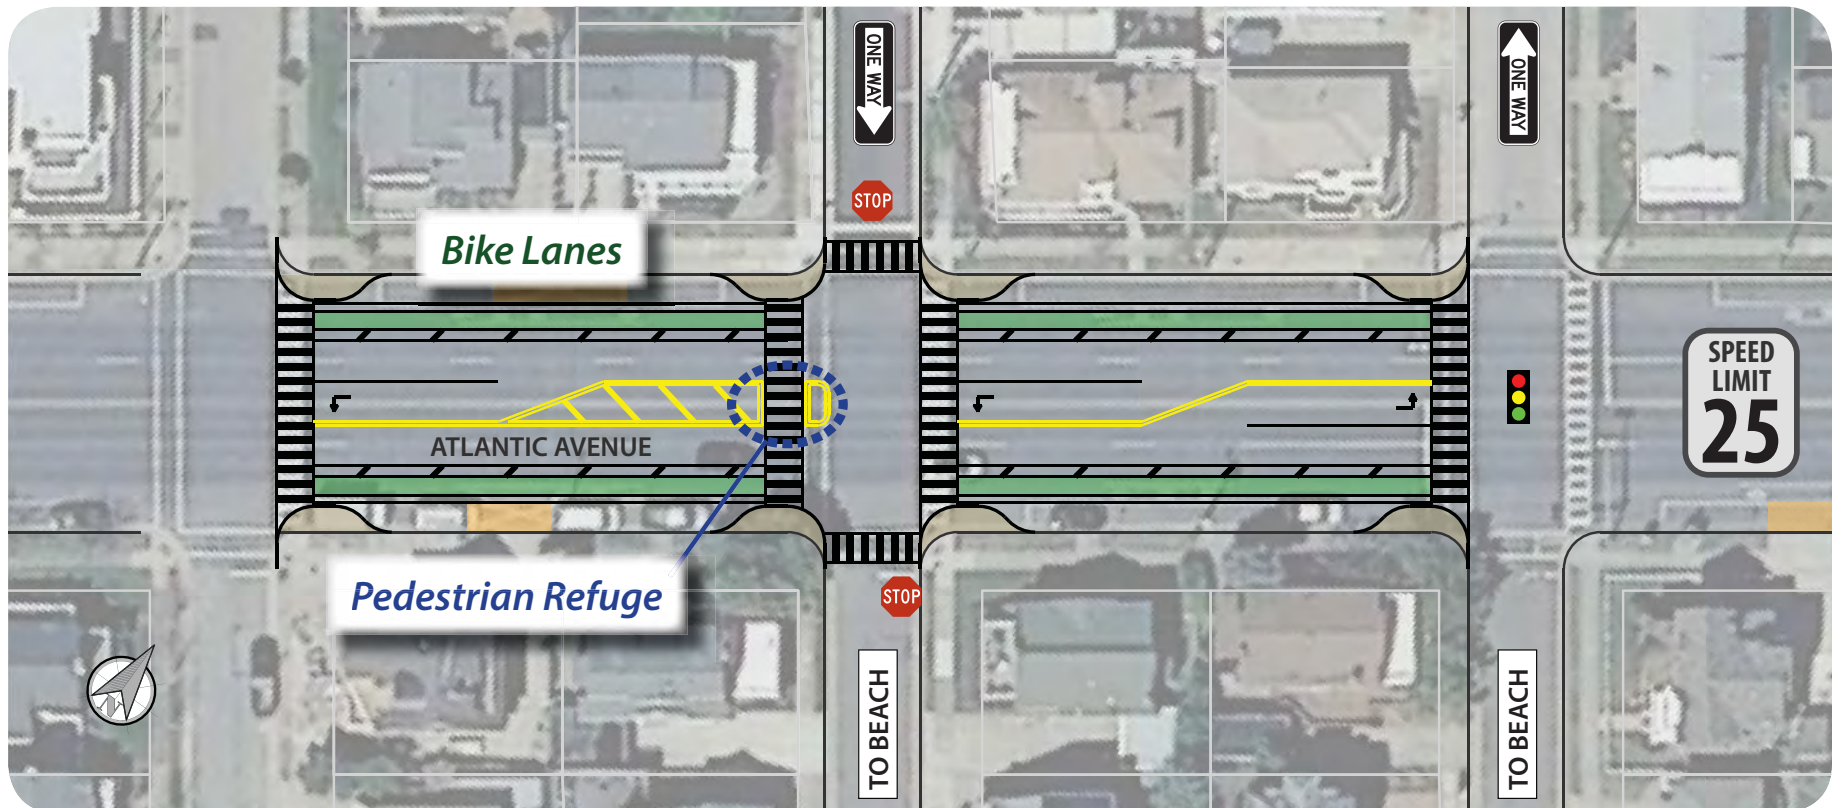 ONE WAY
ONE WAY
STOP
Bike Lanes
SPEED
LIMIT
25
ATLANTIC AVENUE
Pedestrian Refuge
STOP
TO BEACH
TO BEACH